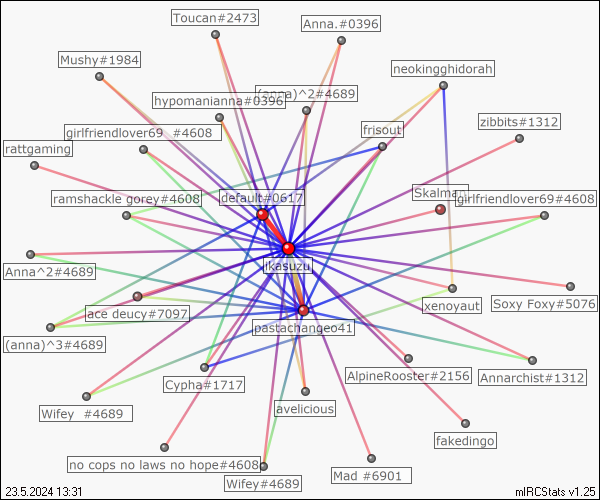 Toucan#2473
Anna.#0396
Mushy#1984
neokingghidorah
(anna)^2#4689
hypomanianna#0396
zibbits#1312
girlfriendlover69_#4608
frisout
rattgaming
Skalman
ramshackle gorey#4608
default#0617
girlfriendlover69#4608
ikasuzu
Anna^2#4689
Soxy Foxy#5076
xenoyaut
ace deucy#7097
pastachangeo41
(anna)^3#4689
AlpineRooster#2156
Annarchist#1312
Cypha#1717
avelicious
Wifey  #4689
fakedingo
no cops no laws no hope#4608
Mad #6901
Wifey#4689
23.5.2024 13:31
mIRCStats v1.25